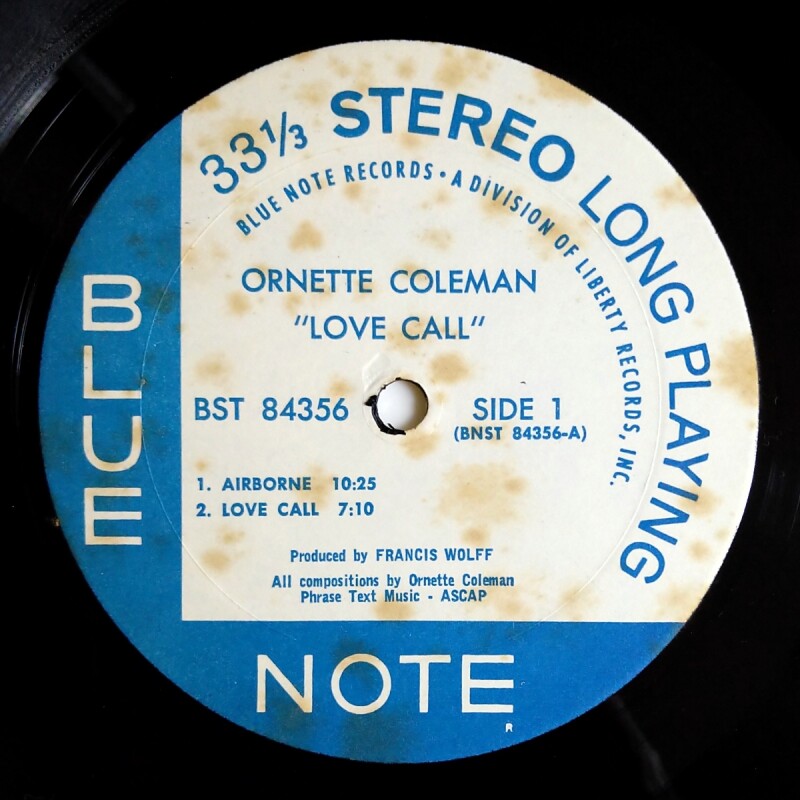 33⅓ STEREO LONG PLAYING
BLUE NOTE RECORDS • A DIVISION OF LIBERTY RECORDS, INC.
ORNETTE COLEMAN
"LOVE CALL"
BST 84356
SIDE 1
(BNST 84356-A)
1. AIRBORNE 10:25
2. LOVE CALL 7:10
Produced by FRANCIS WOLFF
All compositions by Ornette Coleman
Phrase Text Music - ASCAP
BLUE
NOTE
R